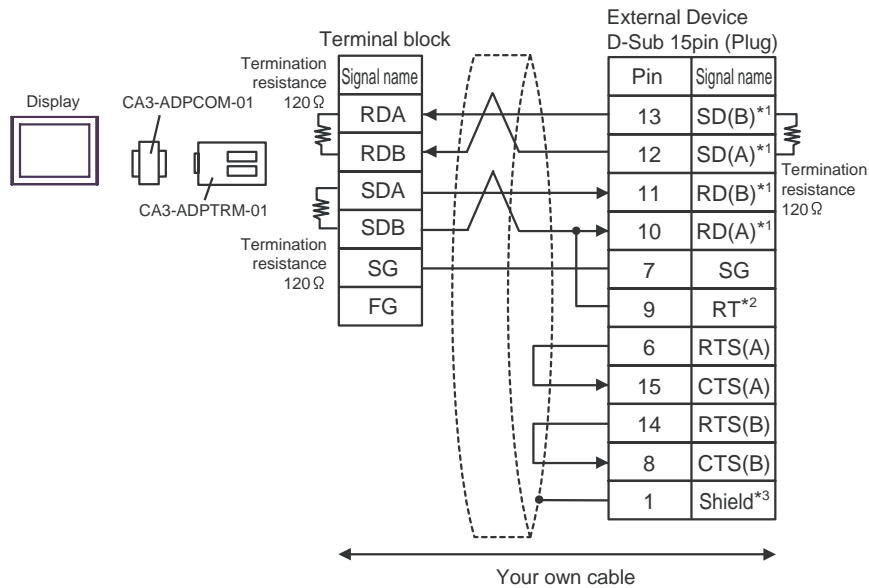 External Device
D-Sub 15pin (Plug)
Terminal block
Termination
resistance
120Ω
Signal name
Pin
Signal name
Display
CA3-ADPCOM-01
RDA
13
SD(B)*1
RDB
12
SD(A)*1
Termination
resistance
120Ω
SDA
11
RD(B)*1
CA3-ADPTRM-01
SDB
10
RD(A)*1
Termination
resistance
120Ω
SG
7
SG
FG
9
RT*2
6
RTS(A)
15
CTS(A)
14
RTS(B)
8
CTS(B)
1
Shield*3
Your own cable